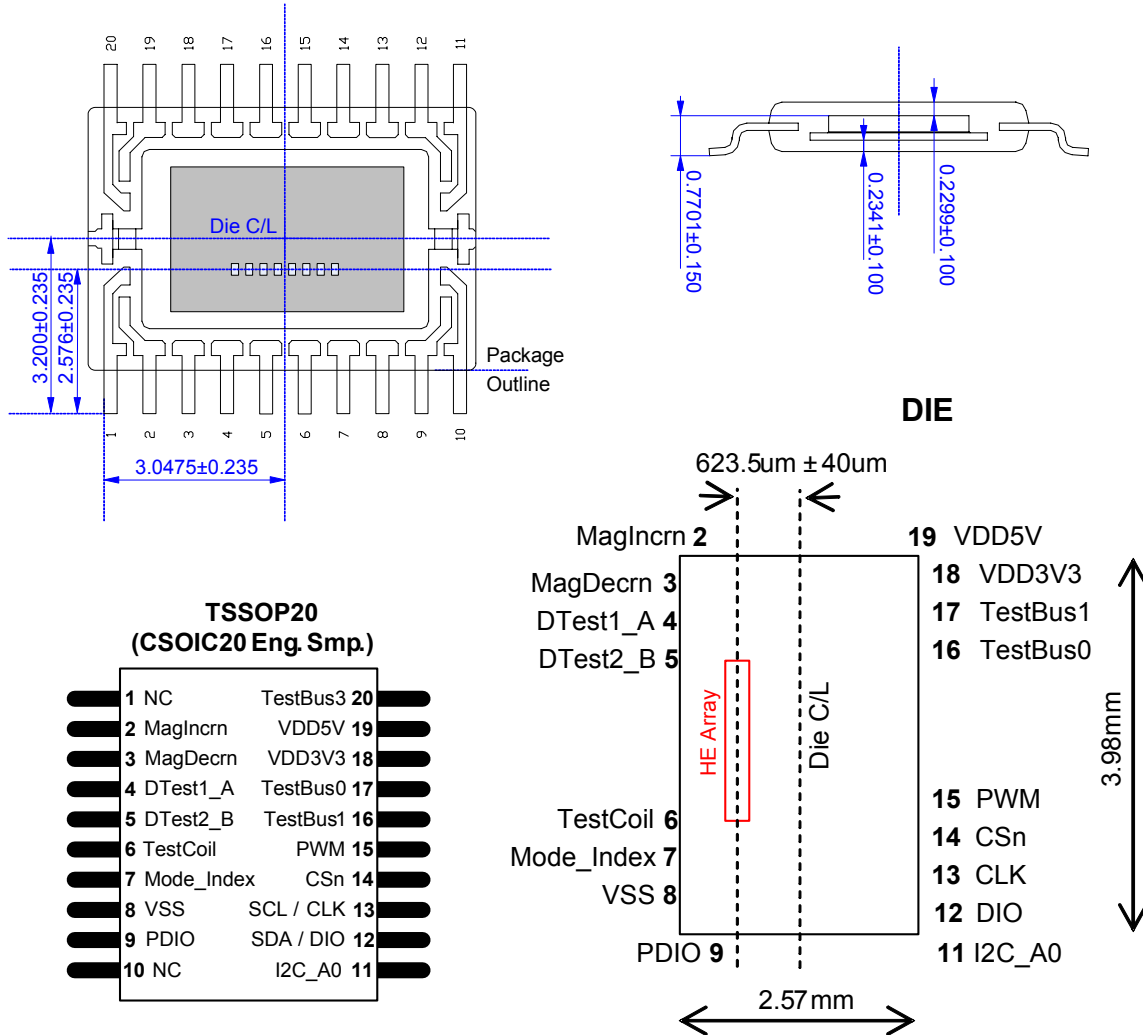 20 19 18 17 16 15 14 13 12 11
Die C/L
3.200±0.235
2.576±0.235
Package
Outline
1 2 3 4 5 6 7 8 9 10
3.0475±0.235
0.7701±0.150
0.2341±0.100
0.2299±0.100
TSSOP20
(CSOIC20 Eng. Smp.)
1 NC TestBus3 20
2 MagIncrn VDD5V 19
3 MagDecrn VDD3V3 18
4 DTest1_A TestBus0 17
5 DTest2_B TestBus1 16
6 TestCoil PWM 15
7 Mode_Index CSn 14
8 VSS SCL / CLK 13
9 PDIO SDA / DIO 12
10 NC I2C_A0 11
DIE
623.5um ± 40um
MagIncrn 2
MagDecrn 3
DTest1_A 4
DTest2_B 5
TestCoil 6
Mode_Index 7
VSS 8
PDIO 9
HE Array
Die C/L
19 VDD5V
18 VDD3V3
17 TestBus1
16 TestBus0
15 PWM
14 CSn
13 CLK
12 DIO
11 I2C_A0
3.98mm
2.57mm